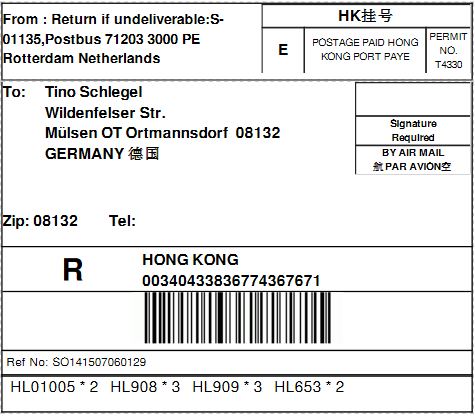 From : Return if undeliverable:S-
01135,Postbus 71203 3000 PE
Rotterdam Netherlands
HK挂号
E
POSTAGE PAID HONG
KONG PORT PAYE
PERMIT
NO.
T4330
To: Tino Schlegel
Wildenfelser Str.
Mülsen OT Ortmannsdorf 08132
GERMANY 德国
Signature
Required
BY AIR MAIL
航 PAR AVION空
Zip: 08132 Tel:
R
HONG KONG
00340433836774367671
Ref No: SO141507060129
HL01005 * 2 HL908 * 3 HL909 * 3 HL653 * 2